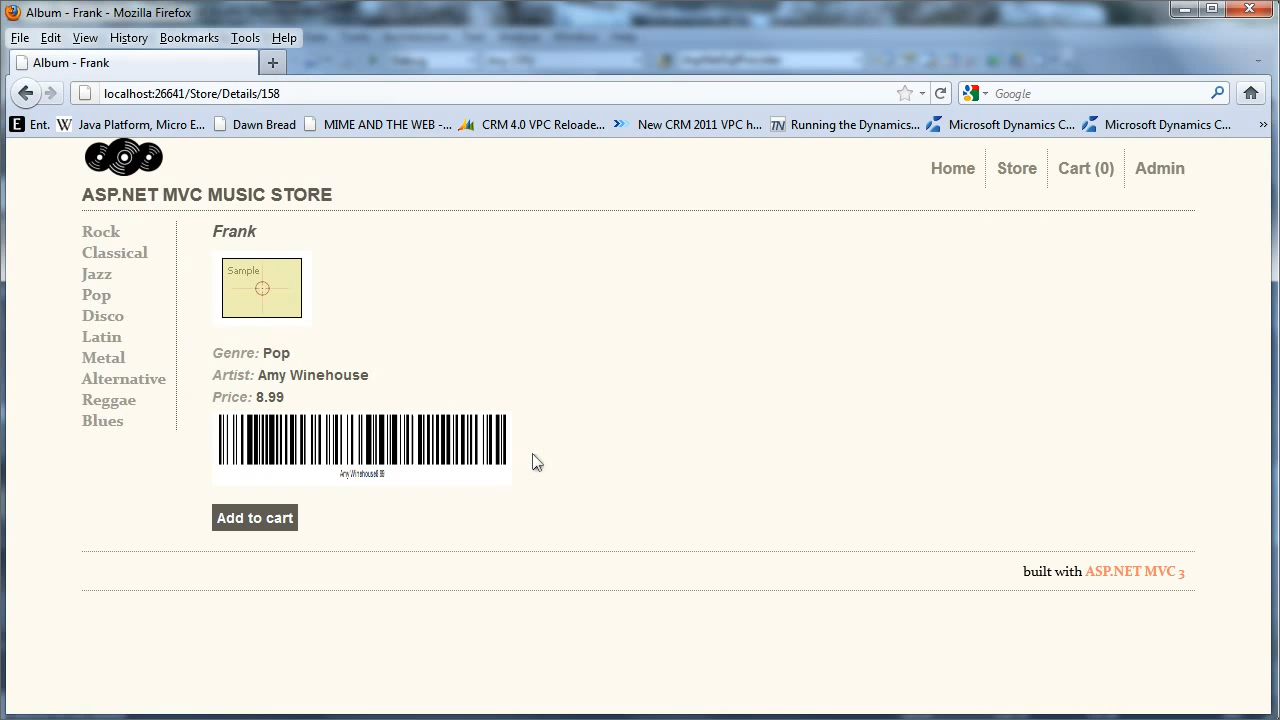 Album - Frank - Mozilla Firefox
File Edit View History Bookmarks Tools Help
Album - Frank
localhost:26641/Store/Details/158
Google
Ent. Java Platform, Micro E... Dawn Bread MIME AND THE WEB -... CRM 4.0 VPC Reloade... New CRM 2011 VPC h... TN Running the Dynamics... Microsoft Dynamics C... Microsoft Dynamics C...
Home Store Cart (0) Admin
ASP.NET MVC MUSIC STORE
Rock
Classical
Jazz
Pop
Disco
Latin
Metal
Alternative
Reggae
Blues
Frank
Sample
Genre: Pop
Artist: Amy Winehouse
Price: 8.99
Amy Winehouse8.99
Add to cart
built with ASP.NET MVC 3